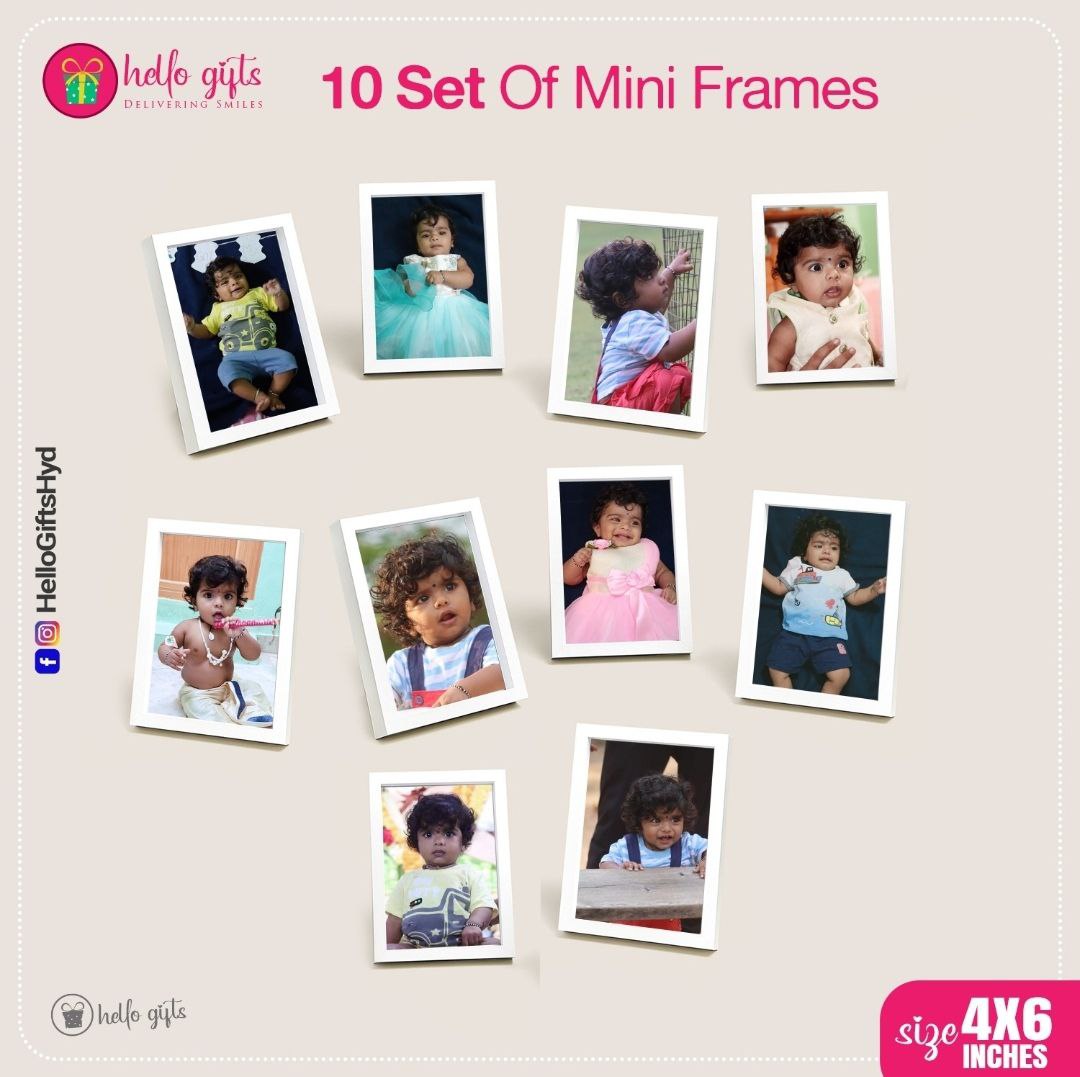 hello gifts
DELIVERING SMILES
10 Set Of Mini Frames
HelloGiftsHyd
hello gifts
size 4X6
INCHES